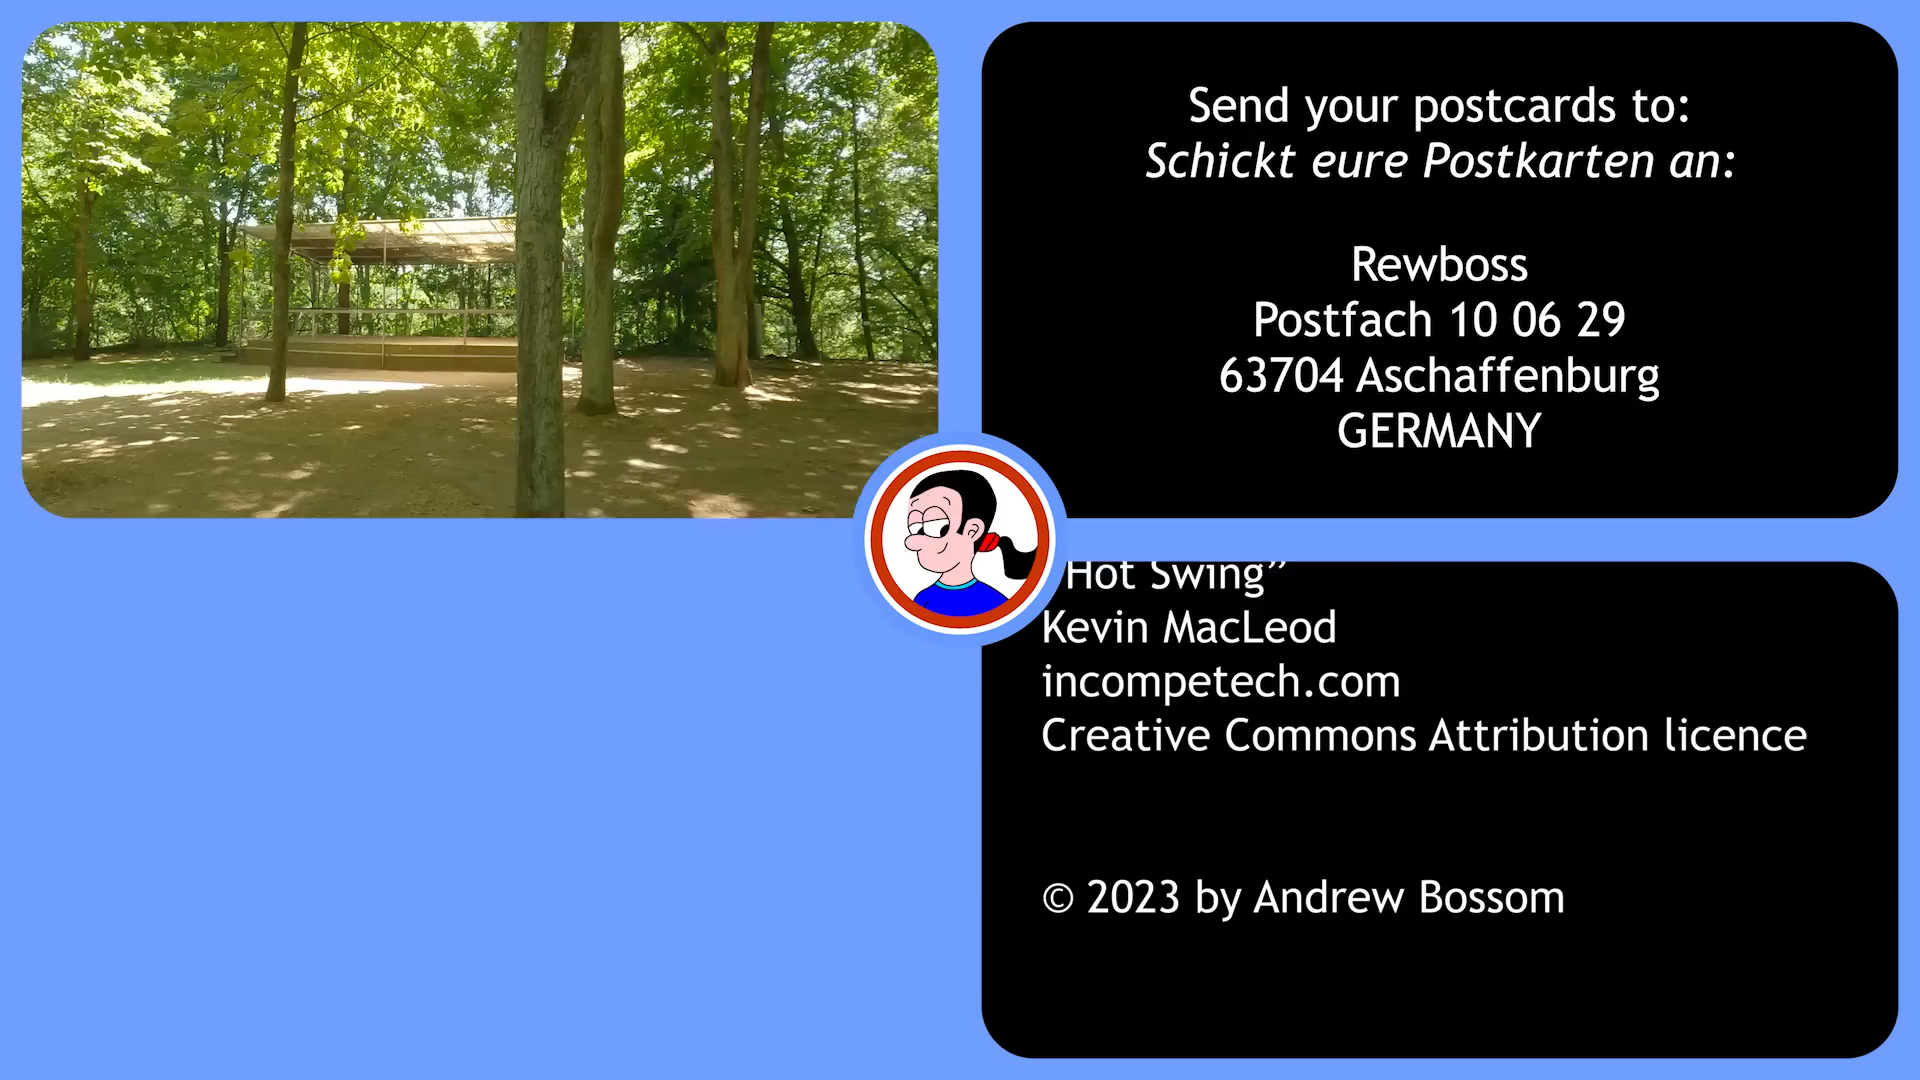 Send your postcards to:
Schickt eure Postkarten an:
Rewboss
Postfach 10 06 29
63704 Aschaffenburg
GERMANY
Hot Swing”
Kevin MacLeod
incompetech.com
Creative Commons Attribution licence
© 2023 by Andrew Bossom